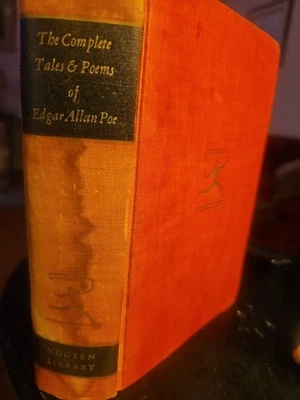 The Complete
Tales & Poems
of
Edgar Allan Poe
MODERN
LIBRARY